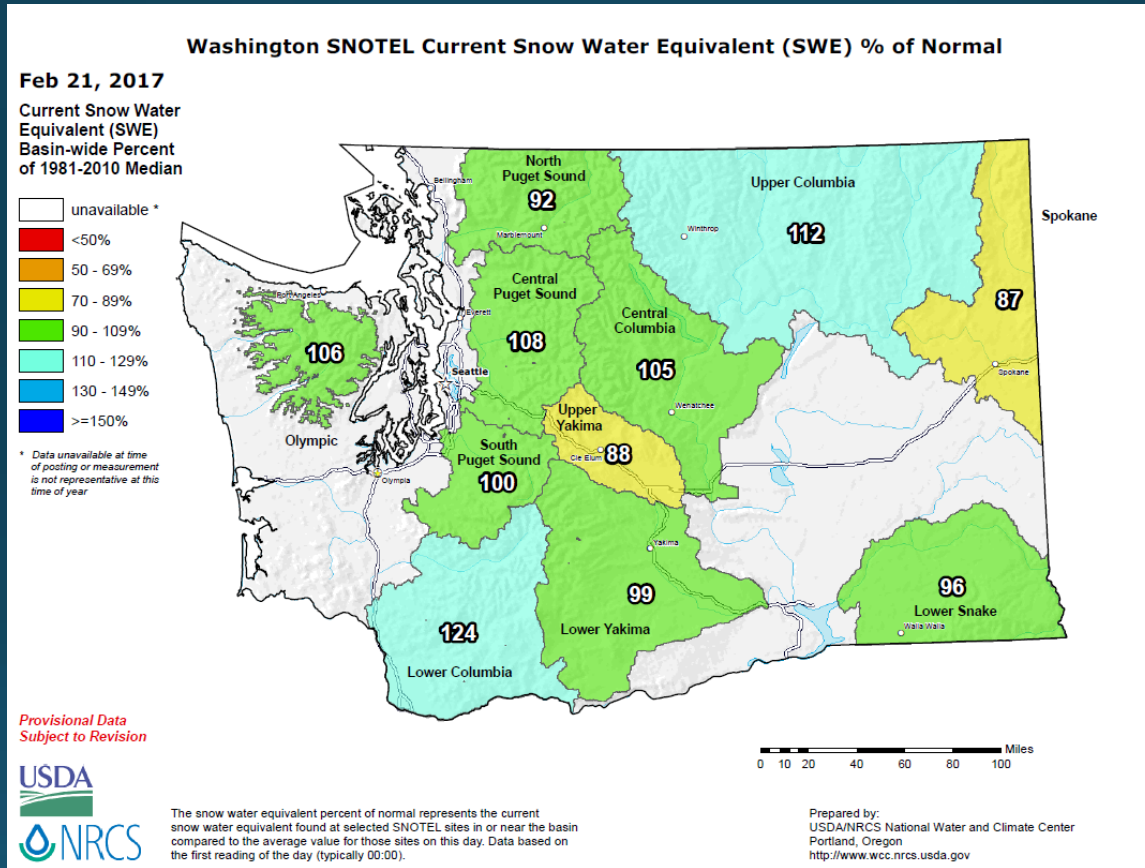 Washington SNOTEL Current Snow Water Equivalent (SWE) % of Normal
Feb 21, 2017
Current Snow Water
Equivalent (SWE)
Basin-wide Percent
of 1981-2010 Median
unavailable *
<50%
50 - 69%
70 - 89%
90 - 109%
110 - 129%
130 - 149%
>=150%
* Data unavailable at time
of posting or measurement
is not representative at this
time of year
Bellingham
North
Puget Sound
92
Marblemount
Upper Columbia
112
Winthrop
Spokane
87
Spokane
Port Angeles
106
Olympic
Everett
Central
Puget Sound
108
Seattle
Central
Columbia
105
Wenatchee
Upper
Yakima
88
Cle Elum
South
Puget Sound
100
Olympia
Yakima
99
Lower Yakima
124
Lower Columbia
96
Lower Snake
Walla Walla
Provisional Data
Subject to Revision
USDA
NRCS
Miles
0 10 20 40 60 80 100
The snow water equivalent percent of normal represents the current
snow water equivalent found at selected SNOTEL sites in or near the basin
compared to the average value for those sites on this day. Data based on
the first reading of the day (typically 00:00).
Prepared by:
USDA/NRCS National Water and Climate Center
Portland, Oregon
http://www.wcc.nrcs.usda.gov